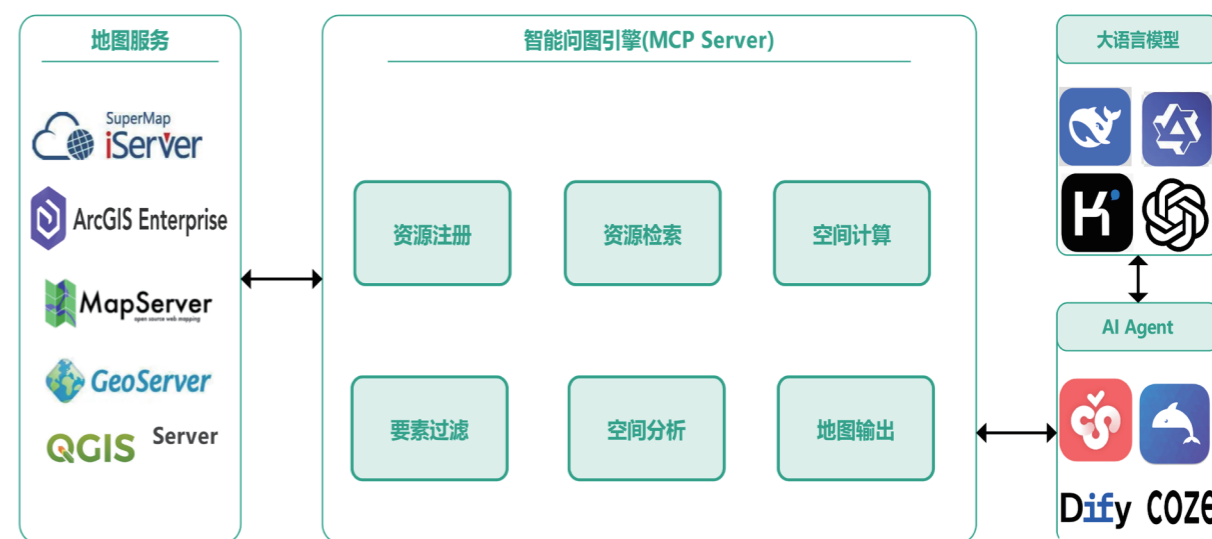 地图服务
SuperMap
iServer
ArcGIS Enterprise
MapServer
open source web mapping
GeoServer
QGIS Server
智能问图引擎(MCP Server)
资源注册
资源检索
空间计算
要素过滤
空间分析
地图输出
大语言模型
K
AI Agent
Dify COZE